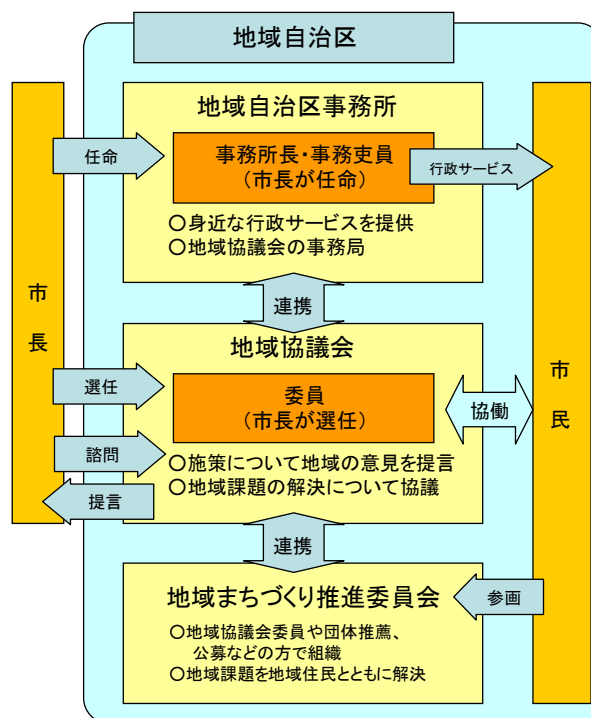 地域自治区
地域自治区事務所
任命
事務所長・事務吏員
(市長が任命)
行政サービス
○身近な行政サービスを提供
○地域協議会の事務局
連携
市長
地域協議会
選任
委員
(市長が選任)
協働
市民
諮問
○施策について地域の意見を提言
○地域課題の解決について協議
提言
連携
地域まちづくり推進委員会
参画
○地域協議会委員や団体推薦、
公募などの方で組織
○地域課題を地域住民とともに解決